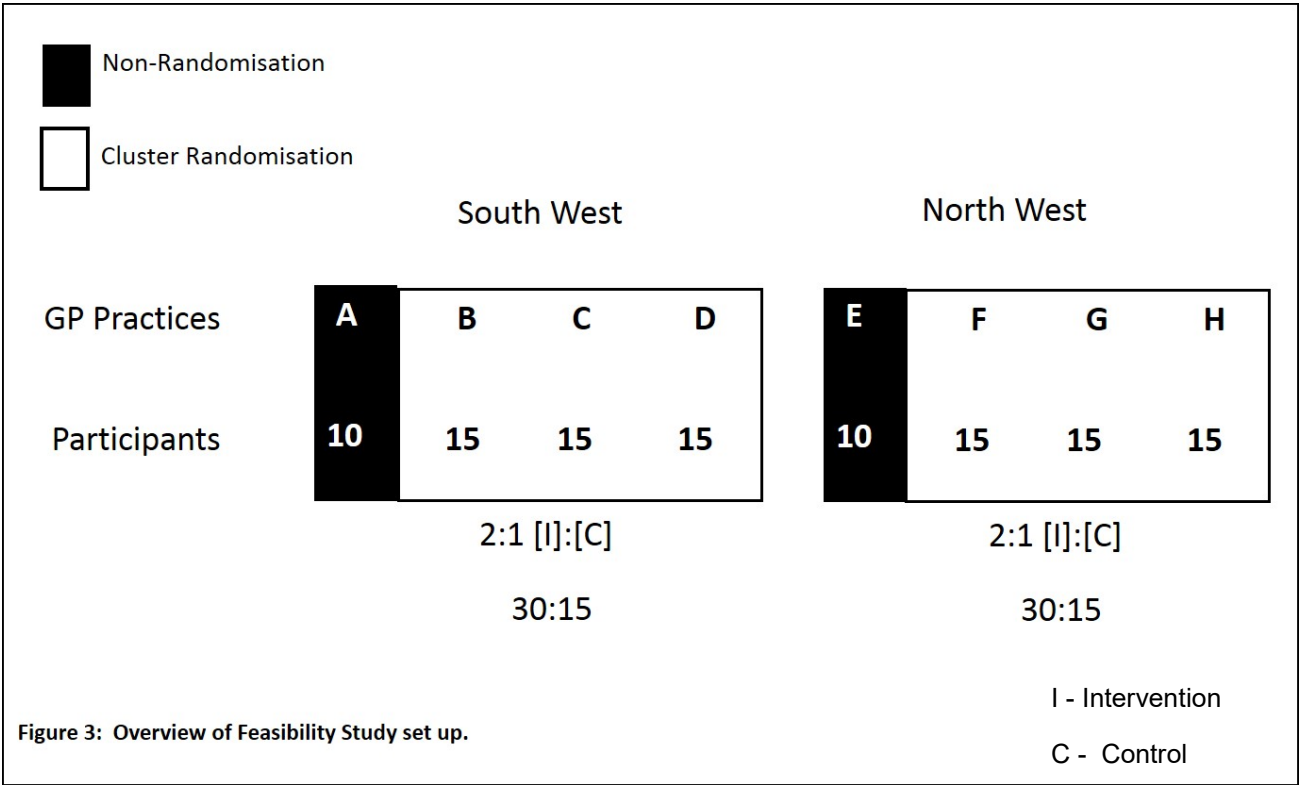 Non-Randomisation
Cluster Randomisation
South West North West
GP Practices A B C D E F G H
Participants 10 15 15 15 10 15 15 15
2:1 [I]:[C] 2:1 [I]:[C]
30:15 30:15
I - Intervention
Figure 3: Overview of Feasibility Study set up.
C - Control